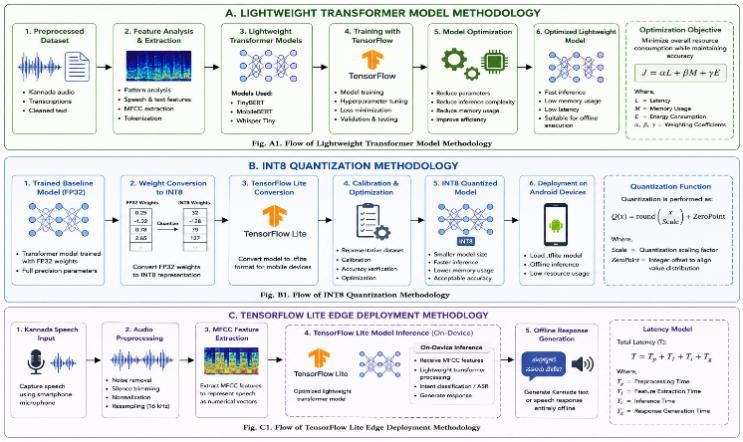 A. LIGHTWEIGHT TRANSFORMER MODEL METHODOLOGY
1. Preprocessed
Dataset
• Kannada audio
• Transcriptions
• Cleaned text
2. Feature Analysis
& Extraction
• Pattern analysis
• Speech & text features
• MFCC extraction
• Tokenization
3. Lightweight
Transformer Models
Models Used:
• TinyBERT
• MobileBERT
• Whisper Tiny
4. Training with
TensorFlow
TensorFlow
• Model training
• Hyperparameter tuning
• Loss minimization
• Validation & testing
5. Model Optimization
• Reduce parameters
• Reduce inference complexity
• Reduce memory usage
• Improve efficiency
6. Optimized Lightweight
Model
• Fast inference
• Low memory usage
• Low latency
• Suitable for offline
execution
Optimization Objective
Minimize overall resource
consumption while maintaining
accuracy
J = αL + βM + γE
Where,
L = Latency
M = Memory Usage
E = Energy Consumption
α, β, γ = Weighting Coefficients
Fig. A1. Flow of Lightweight Transformer Model Methodology
B. INT8 QUANTIZATION METHODOLOGY
1. Trained Baseline
Model (FP32)
• Transformer model trained
with FP32 weights
• Full precision parameters
2. Weight Conversion
to INT8
FP32 Weights
INT8 Weights
0.25
-1.32
0.78
2.65
...
Quantize
32
-128
79
127
...
Convert FP32 weights
to INT8 representation
3. TensorFlow Lite
Conversion
TensorFlow Lite
Convert model to .tflite
format for mobile devices
4. Calibration &
Optimization
• Representative dataset
• Calibration
• Accuracy verification
• Optimization
5. INT8 Quantized
Model
INT8
• Smaller model size
• Faster inference
• Lower memory usage
• Acceptable accuracy
6. Deployment on
Android Devices
• Load .tflite model
• Offline inference
• Low resource usage
Quantization Function
Quantization is performed as:
Q(x) = round (x / Scale) + ZeroPoint
Where,
Scale = Quantization scaling factor
ZeroPoint = Integer offset to align
value distribution
Fig. B1. Flow of INT8 Quantization Methodology
C. TENSORFLOW LITE EDGE DEPLOYMENT METHODLOGY
1. Kannada Speech
Input
Capture speech
using smartphone
microphone
2. Audio
Preprocessing
• Noise removal
• Silence trimming
• Normalization
• Resampling (16 kHz)
3. MFCC Feature
Extraction
Extract MFCC features
to represent speech
as numerical vectors
4. TensorFlow Lite Model Inference (On-Device)
TensorFlow Lite
Optimized lightweight
transformer model
On-Device Inference
• Receive MFCC features
• Lightweight transformer
processing
• Intent classification / ASR
• Generate response
5. Offline Response
Generation
Generate Kannada text
or speech response
entirely offline
Latency Model
Total Latency (T):
T = Tp + Tf + Ti + Tg
Where,
Tp = Preprocessing Time
Tf = Feature Extraction Time
Ti = Inference Time
Tg = Response Generation Time
Fig. C1. Flow of TensorFlow Lite Edge Deployment Methodology